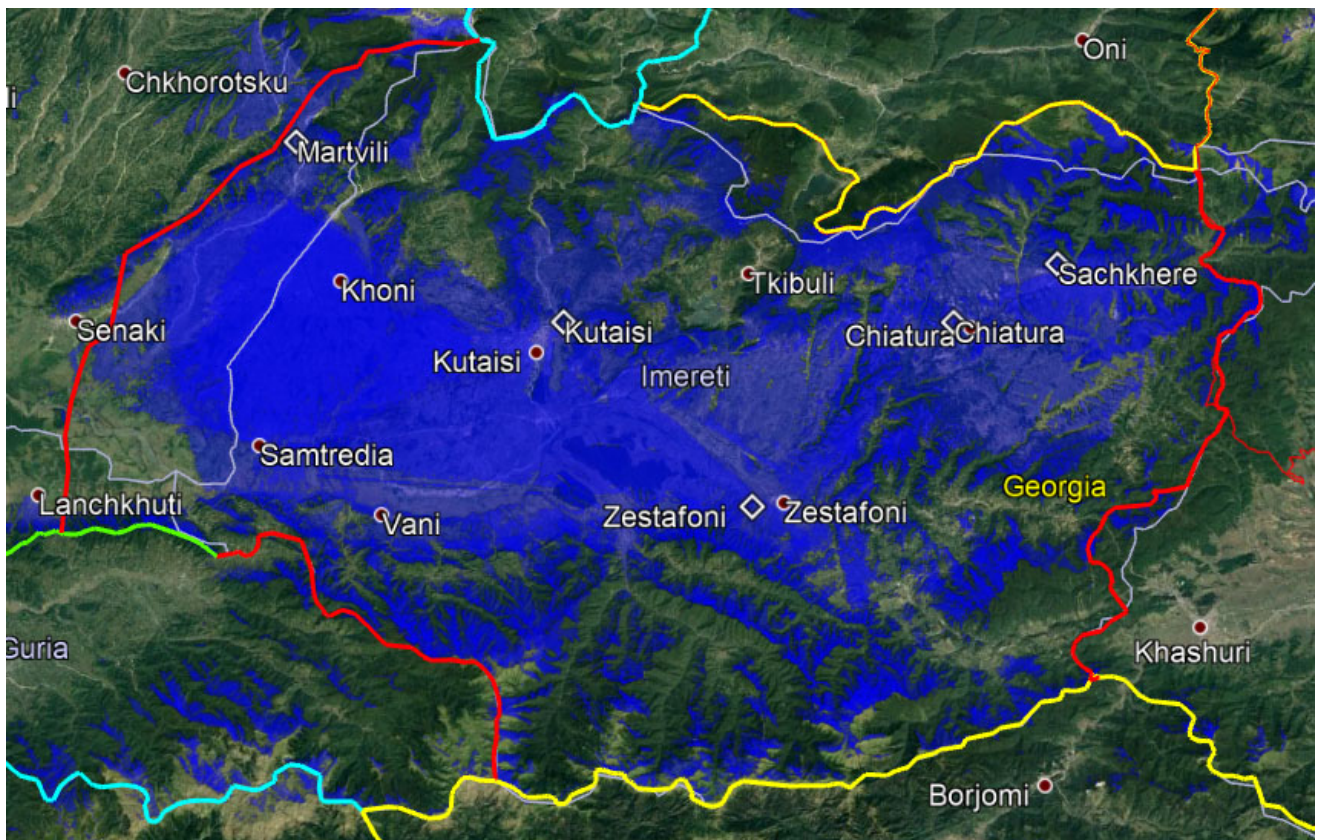 Oni
Chkhorotsku
li
Martvili
Khoni
Tkibuli
Sachkhere
Senaki
Kutaisi
Chiatura
Chiatura
Kutaisi
Imereti
Samtredia
Georgia
Lanchkhuti
Vani
Zestafoni
Zestafoni
Guria
Khashuri
Borjomi